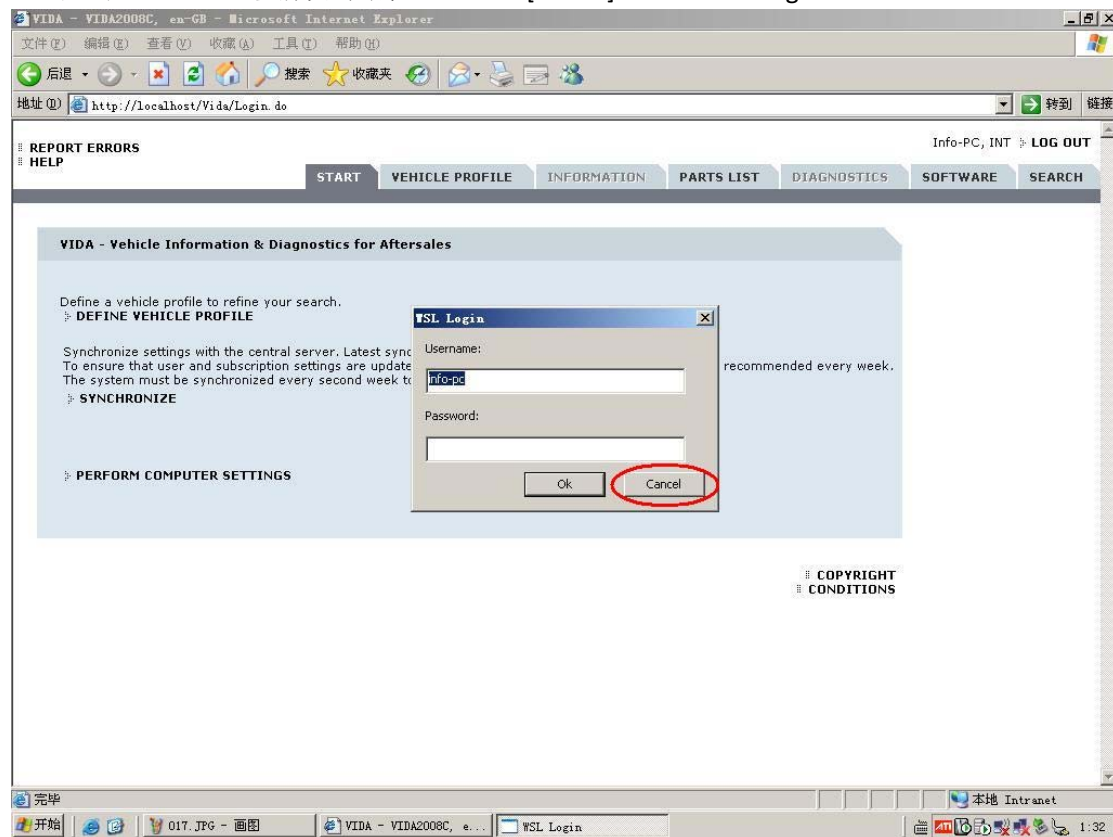 VIDA - VIDA2008C, en-GB - Microsoft Internet Explorer
文件(F) 编辑(E) 查看(V) 收藏(A) 工具(T) 帮助(H)
后退 搜索 收藏夹
地址(D) http://localhost/Vida/Login.do 转到 链接
REPORT ERRORS
HELP
Info-PC, INT LOG OUT
START VEHICLE PROFILE INFORMATION PARTS LIST DIAGNOSTICS SOFTWARE SEARCH
VIDA - Vehicle Information & Diagnostics for Aftersales
Define a vehicle profile to refine your search.
DEFINE VEHICLE PROFILE
Synchronize settings with the central server. Latest sync
To ensure that user and subscription settings are update recommended every week.
The system must be synchronized every second week to
SYNCHRONIZE
PERFORM COMPUTER SETTINGS
WSL Login
Username:
info-pc
Password:
Ok Cancel
COPYRIGHT
CONDITIONS
完毕 本地 Intranet
开始 017.JPG - 画图 VIDA - VIDA2008C, e... WSL Login 1:32